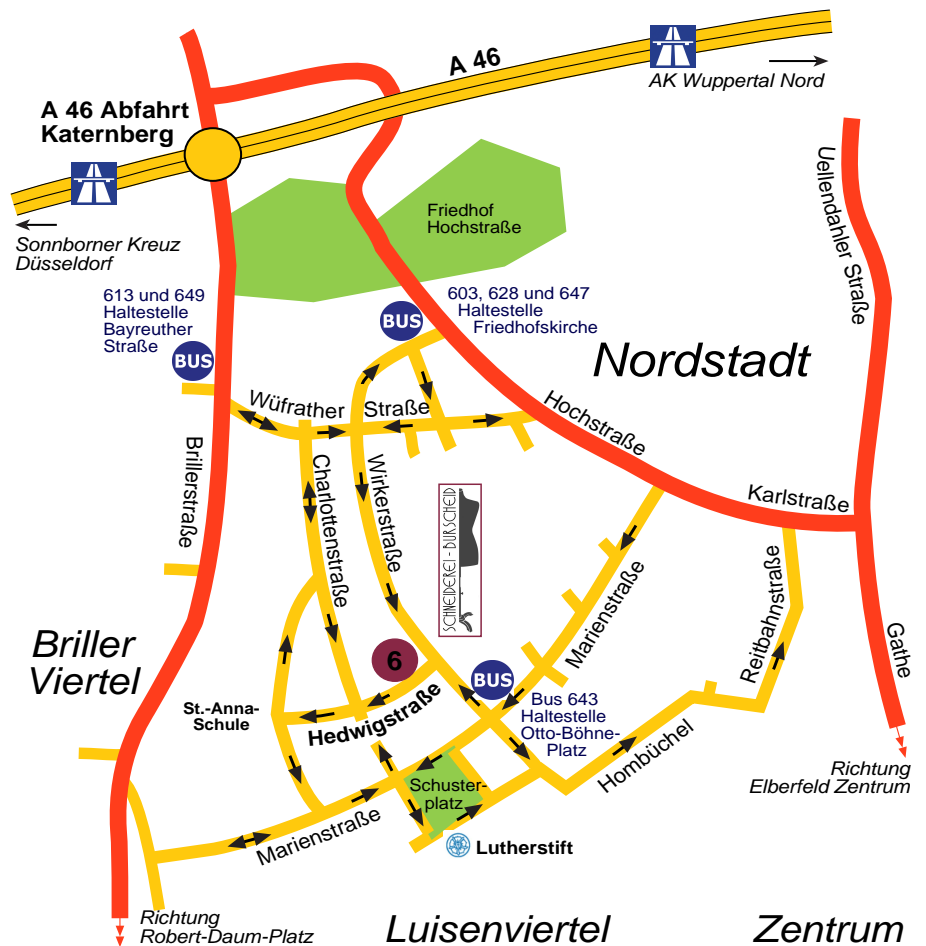 A 46
AK Wuppertal Nord
A 46 Abfahrt
Katernberg
Sonnborner Kreuz
Düsseldorf
Friedhof
Hochstraße
Uellendahler Straße
613 und 649
Haltestelle
Bayreuther
Straße
BUS
603, 628 und 647
Haltestelle
Friedhofskirche
BUS
Nordstadt
Wüfrather Straße
Hochstraße
Karlstraße
Brillerstraße
Charlottenstraße
Wirkerstraße
SCHNEIDEREI-BURSCHEID
Marienstraße
Reitbahnstraße
Gathe
Briller
Viertel
6
BUS
St.-Anna-
Schule
Hedwigstraße
Bus 643
Haltestelle
Otto-Böhne-
Platz
Hombüchel
Schuster-
platz
Richtung
Elberfeld Zentrum
Marienstraße
Lutherstift
Richtung
Robert-Daum-Platz
Luisenviertel
Zentrum